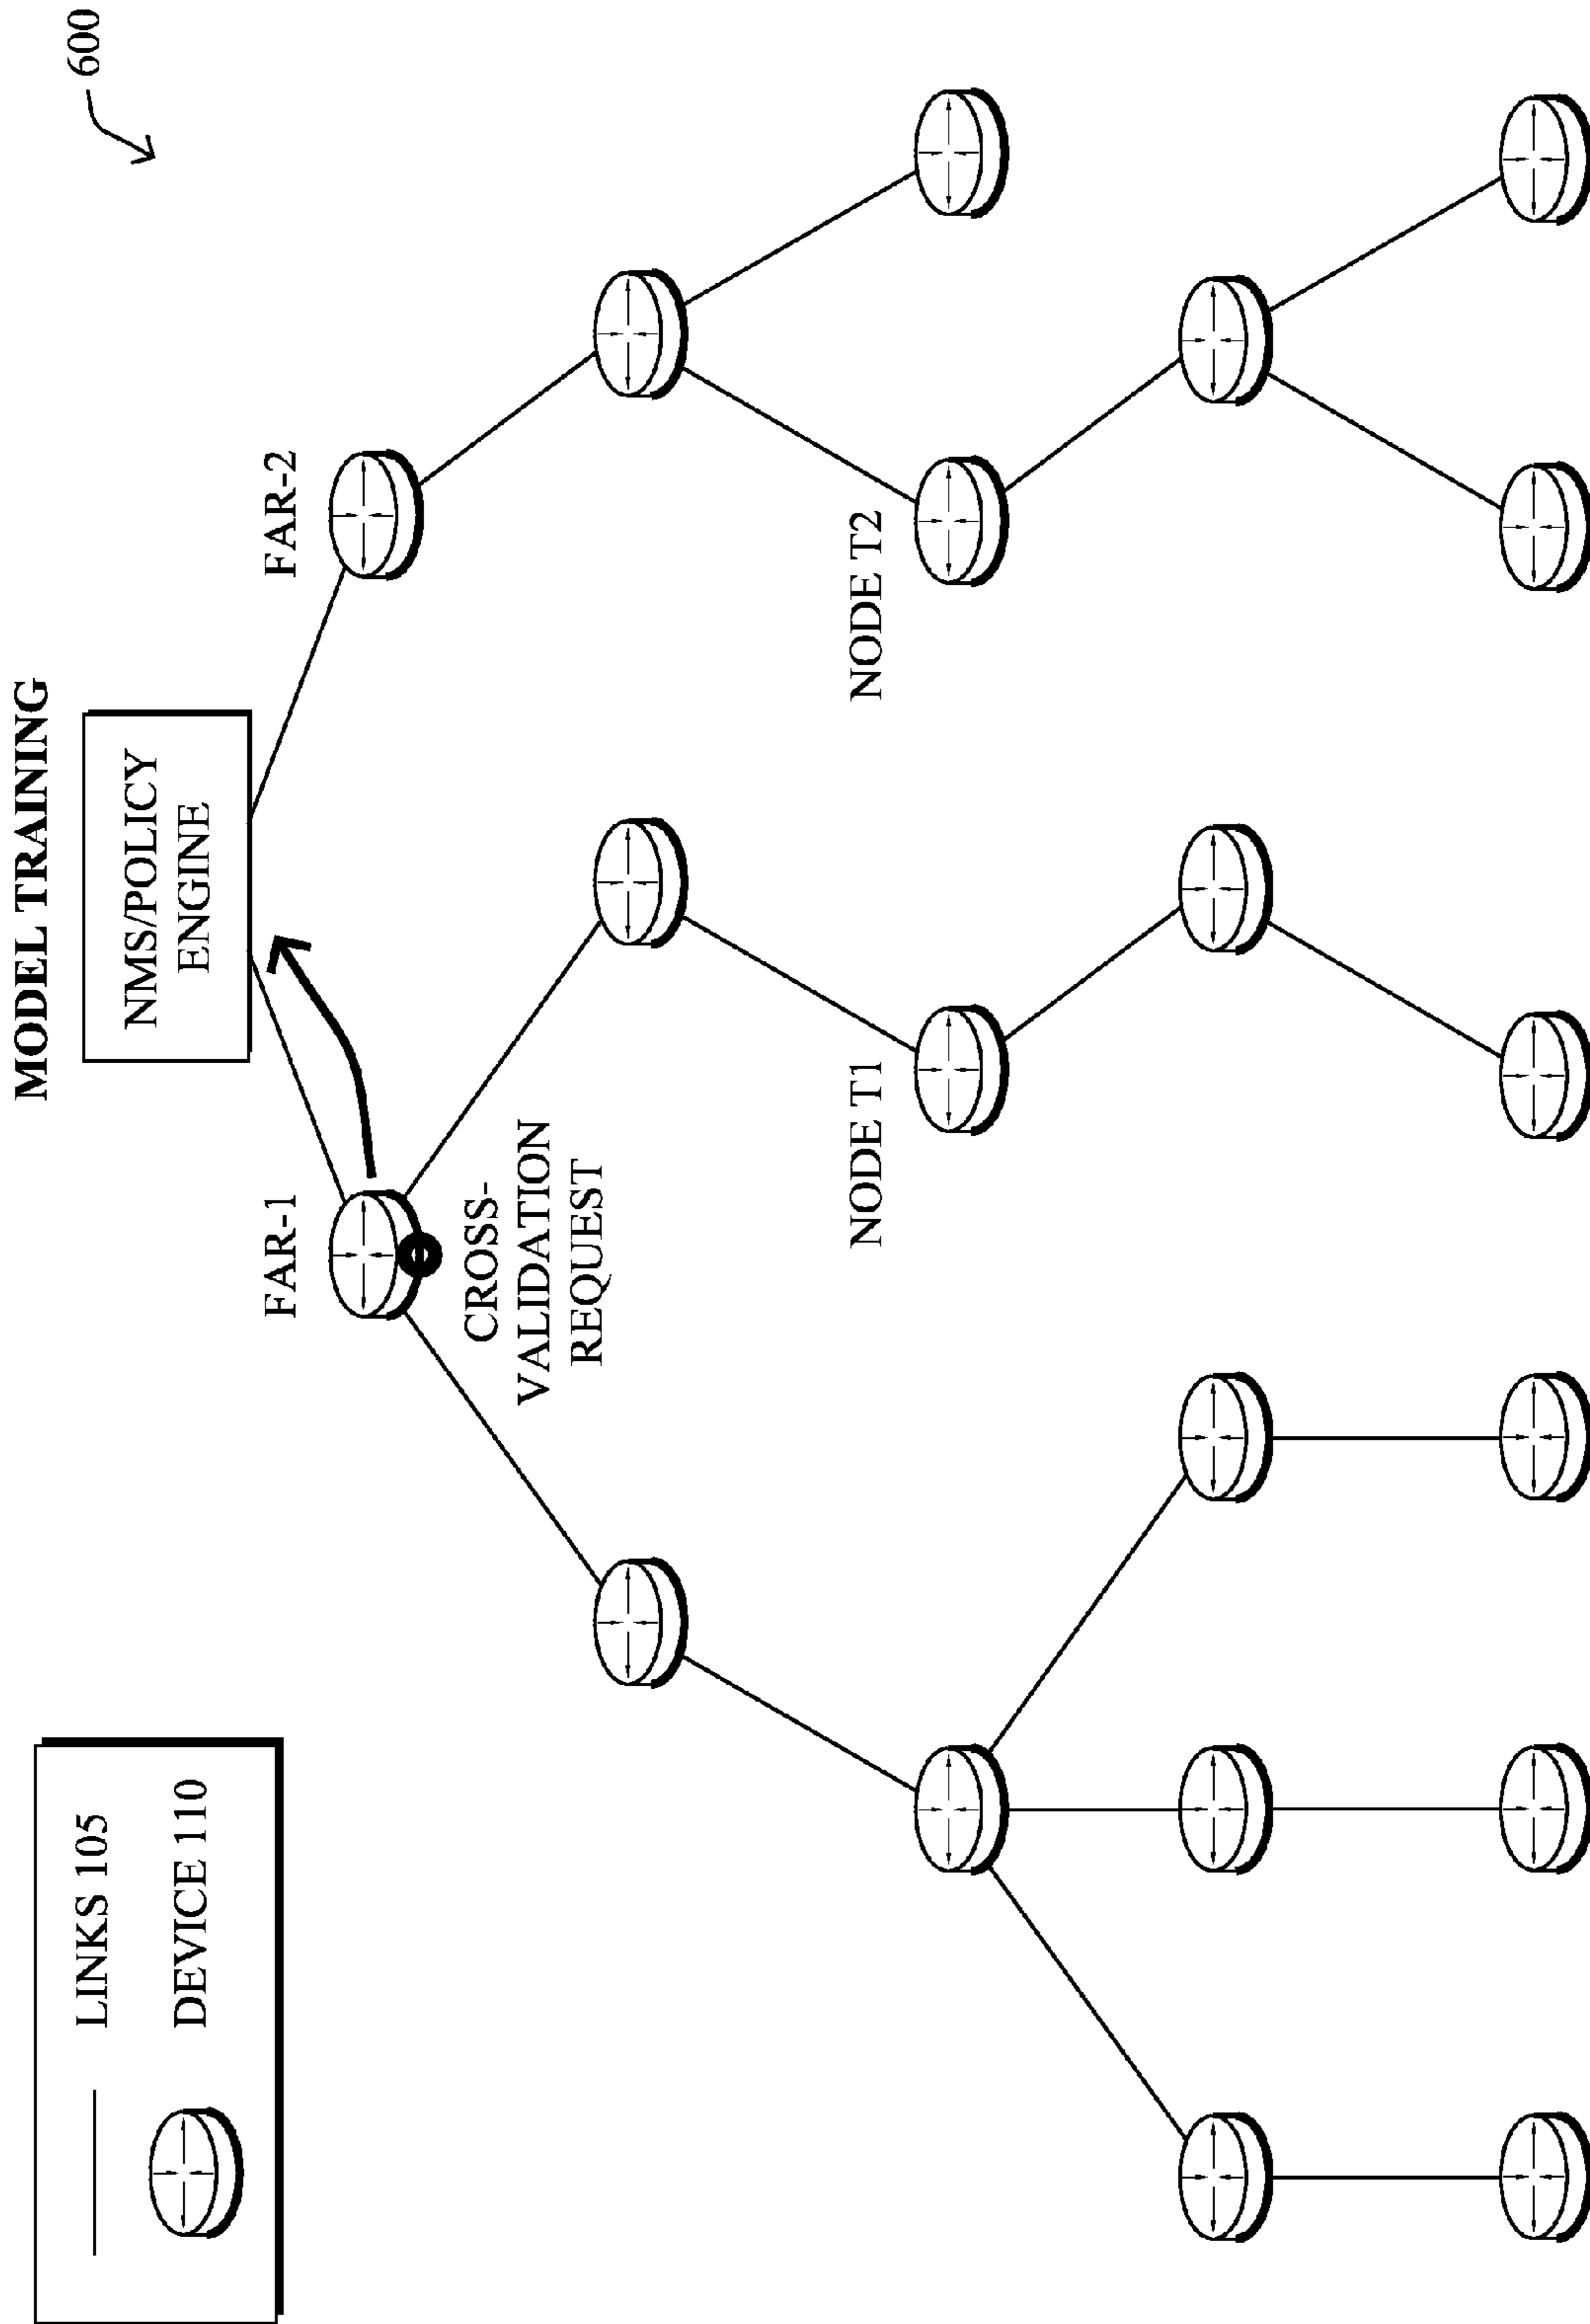 MODEL TRAINING
600
LINKS 105
DEVICE 110
NMS/POLICY
ENGINE
FAR-1
FAR-2
CROSS-
VALIDATION
REQUEST
NODE T1
NODE T2